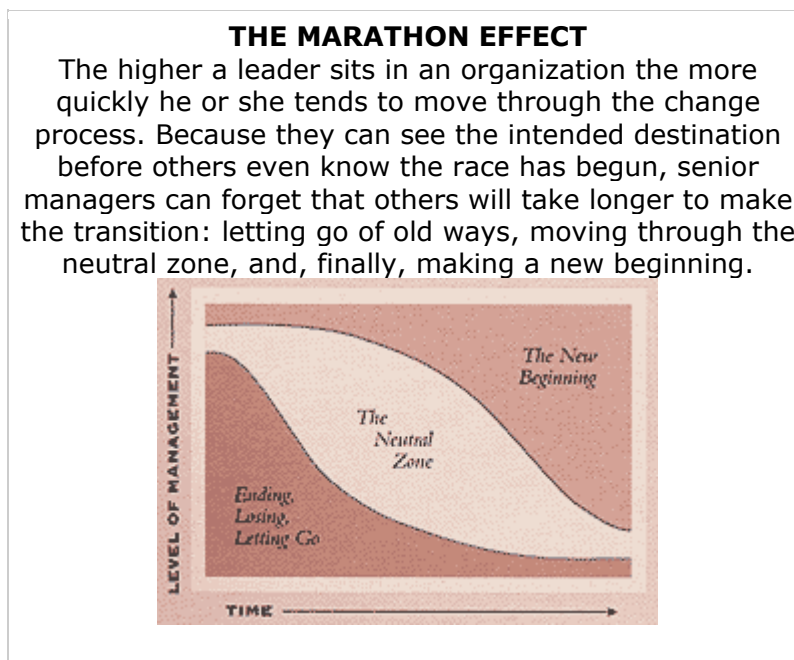 THE MARATHON EFFECT
The higher a leader sits in an organization the more
quickly he or she tends to move through the change
process. Because they can see the intended destination
before others even know the race has begun, senior
managers can forget that others will take longer to make
the transition: letting go of old ways, moving through the
neutral zone, and, finally, making a new beginning.
LEVEL OF MANAGEMENT
The New
Beginning
The
Neutral
Zone
Ending,
Losing,
Letting Go
TIME